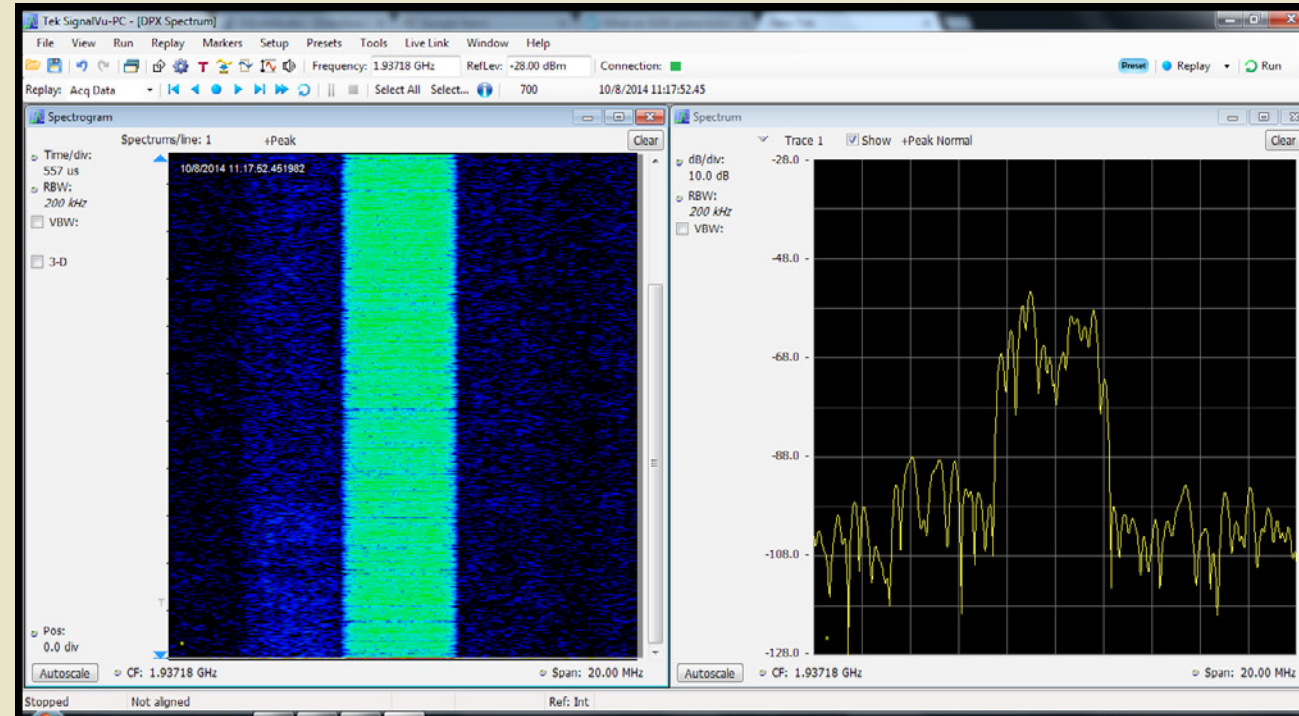 Tek SignalVu-PC - [DPX Spectrum]
File View Run Replay Markers Setup Presets Tools Live Link Window Help
T Frequency: 1.93718 GHz RefLev: -28.00 dBm Connection: Preset Replay Run
Replay: Acq Data Select All Select... 700 10/8/2014 11:17:52.45
Spectrogram
Spectrums/line: 1 +Peak Clear
Time/div:
557 us
RBW:
200 kHz
VBW:
3-D
10/8/2014 11:17:52.451982
T
Pos:
0.0 div
Autoscale CF: 1.93718 GHz Span: 20.00 MHz
Spectrum
Trace 1 Show +Peak Normal Clear
dB/div:
10.0 dB
RBW:
200 kHz
VBW:
-28.0
-48.0
-68.0
-88.0
-108.0
-128.0
Autoscale CF: 1.93718 GHz Span: 20.00 MHz
Stopped Not aligned Ref: Int